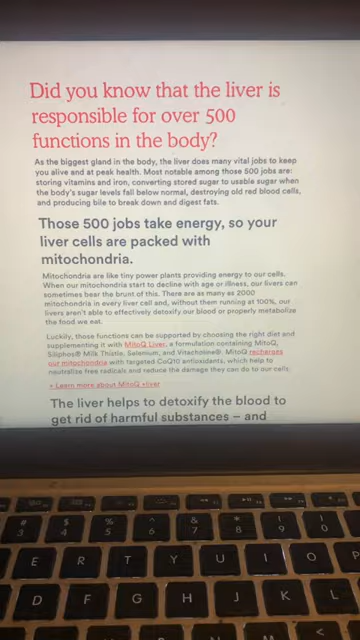 Did you know that the liver is
responsible for over 500
functions in the body?
As the biggest gland in the body, the liver does many vital jobs to keep
you alive and at peak health. Most notable among those 500 jobs are:
storing vitamins and iron, converting stored sugar to usable sugar when
the body's sugar levels fall below normal, destroying old red blood cells,
and producing bile to break down and digest fats.
Those 500 jobs take energy, so your
liver cells are packed with
mitochondria.
Mitochondria are like tiny power plants providing energy to our cells.
When our mitochondria start to decline with age or illness, our livers can
sometimes bear the brunt of this. There are as many as 2000
mitochondria in every liver cell and, without them running at 100%, our
livers aren't able to effectively detoxify our blood or properly metabolize
the food we eat.
Luckily, those functions can be supported by choosing the right diet and
supplementing it with MitoQ Liver, a formulation containing MitoQ,
Siliphos® Milk Thistle, Selenium, and Vitacholine®. MitoQ recharges
our mitochondria with targeted CoQ10 antioxidants, which help to
neutralize free radicals and reduce the damage they can do to our cells.
» Learn more about MitoQ +liver
The liver helps to detoxify the blood to
get rid of harmful substances – and
# 3 $ 4 % 5 ^ 6 & 7 * 8 ( 9 ) 0
E R T Y U I O P
D F G H J K L